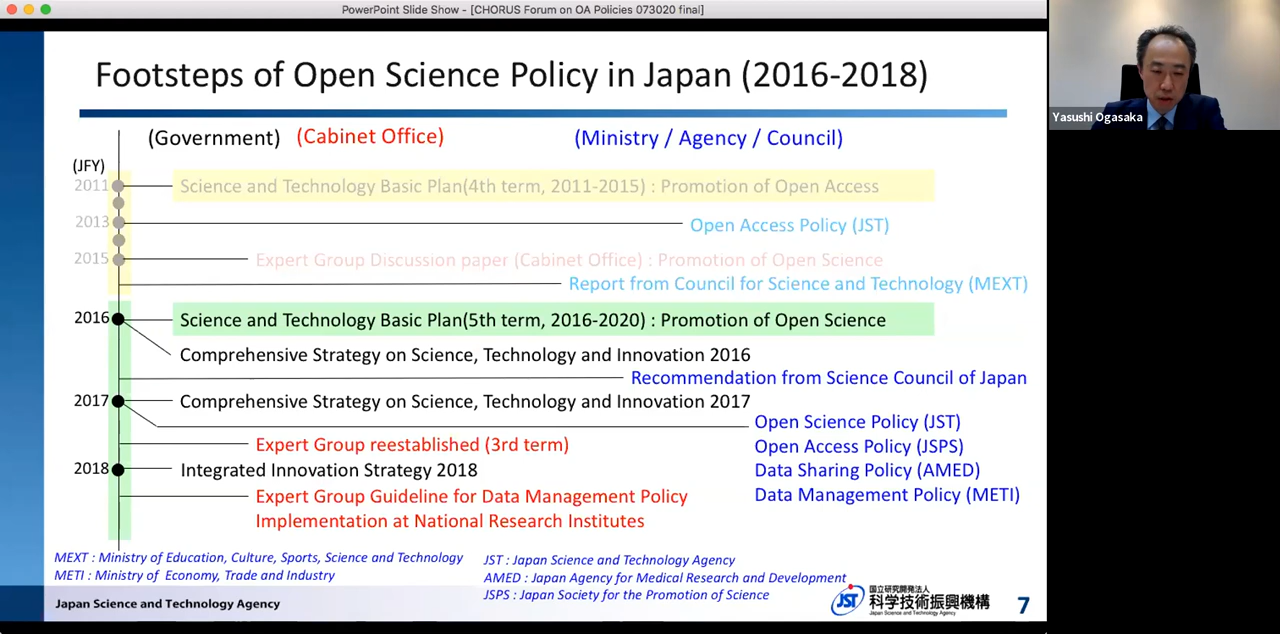 PowerPoint Slide Show - [CHORUS Forum on OA Policies 073020 final]
Yasushi Ogasaka
Footsteps of Open Science Policy in Japan (2016-2018)
(Government) (Cabinet Office) (Ministry / Agency / Council)
(JFY)
2011 Science and Technology Basic Plan(4th term, 2011-2015) : Promotion of Open Access
2013 Open Access Policy (JST)
2015 Expert Group Discussion paper (Cabinet Office) : Promotion of Open Science
Report from Council for Science and Technology (MEXT)
2016 Science and Technology Basic Plan(5th term, 2016-2020) : Promotion of Open Science
Comprehensive Strategy on Science, Technology and Innovation 2016
Recommendation from Science Council of Japan
2017 Comprehensive Strategy on Science, Technology and Innovation 2017
Open Science Policy (JST)
Expert Group reestablished (3rd term) Open Access Policy (JSPS)
2018 Integrated Innovation Strategy 2018 Data Sharing Policy (AMED)
Expert Group Guideline for Data Management Policy Data Management Policy (METI)
Implementation at National Research Institutes
MEXT : Ministry of Education, Culture, Sports, Science and Technology
METI : Ministry of Economy, Trade and Industry
JST : Japan Science and Technology Agency
AMED : Japan Agency for Medical Research and Development
JSPS : Japan Society for the Promotion of Science
Japan Science and Technology Agency
JST
国立研究開発法人
科学技術振興機構
Japan Science and Technology Agency
7